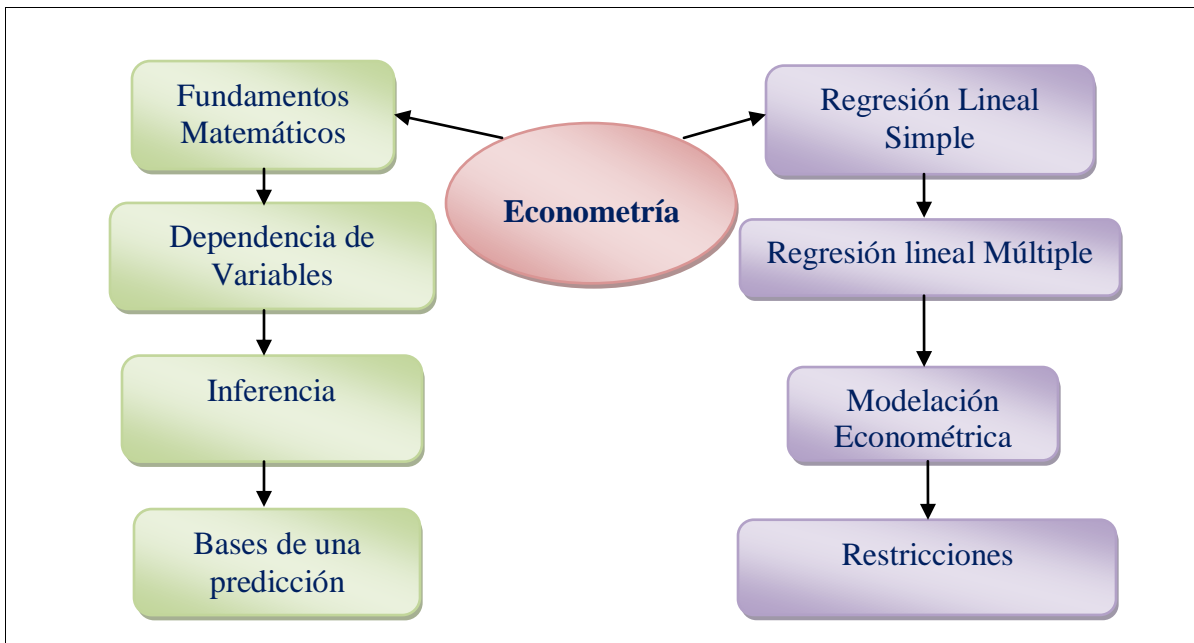 Fundamentos
Matemáticos
Dependencia de
Variables
Inferencia
Bases de una
predicción
Econometría
Regresión Lineal
Simple
Regresión lineal Múltiple
Modelación
Econométrica
Restricciones